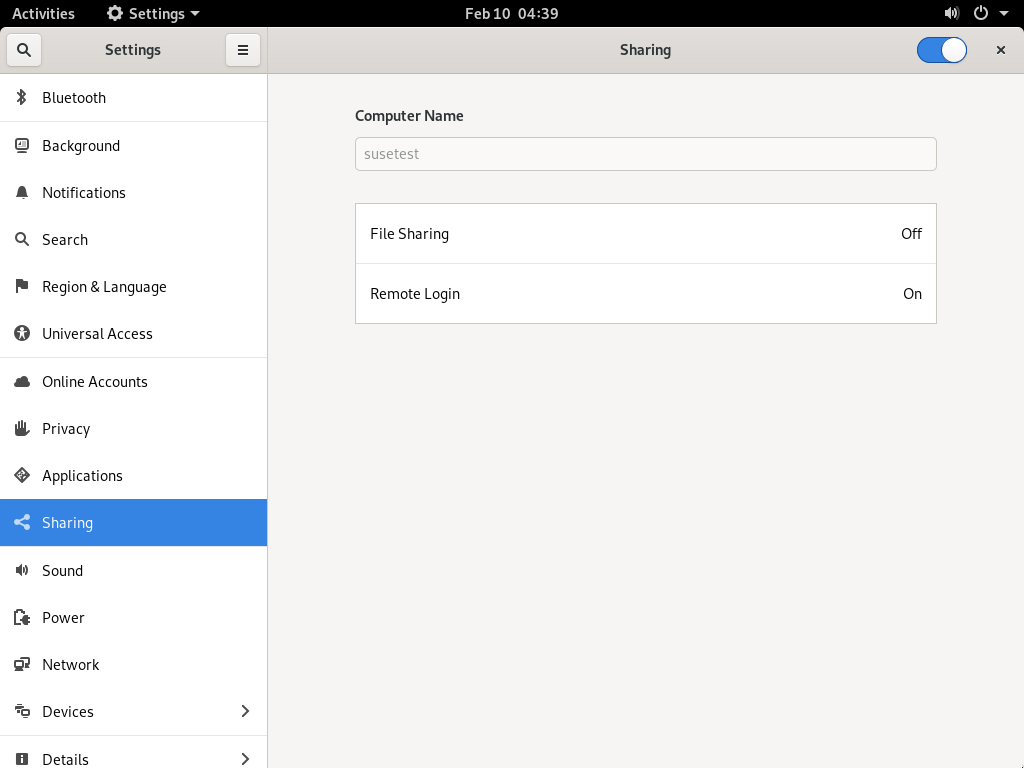 Activities
Settings
Feb 10 04:39
Settings
Sharing
Bluetooth
Background
Notifications
Search
Region & Language
Universal Access
Online Accounts
Privacy
Applications
Sharing
Sound
Power
Network
Devices
Details
Computer Name
susetest
File Sharing Off
Remote Login On